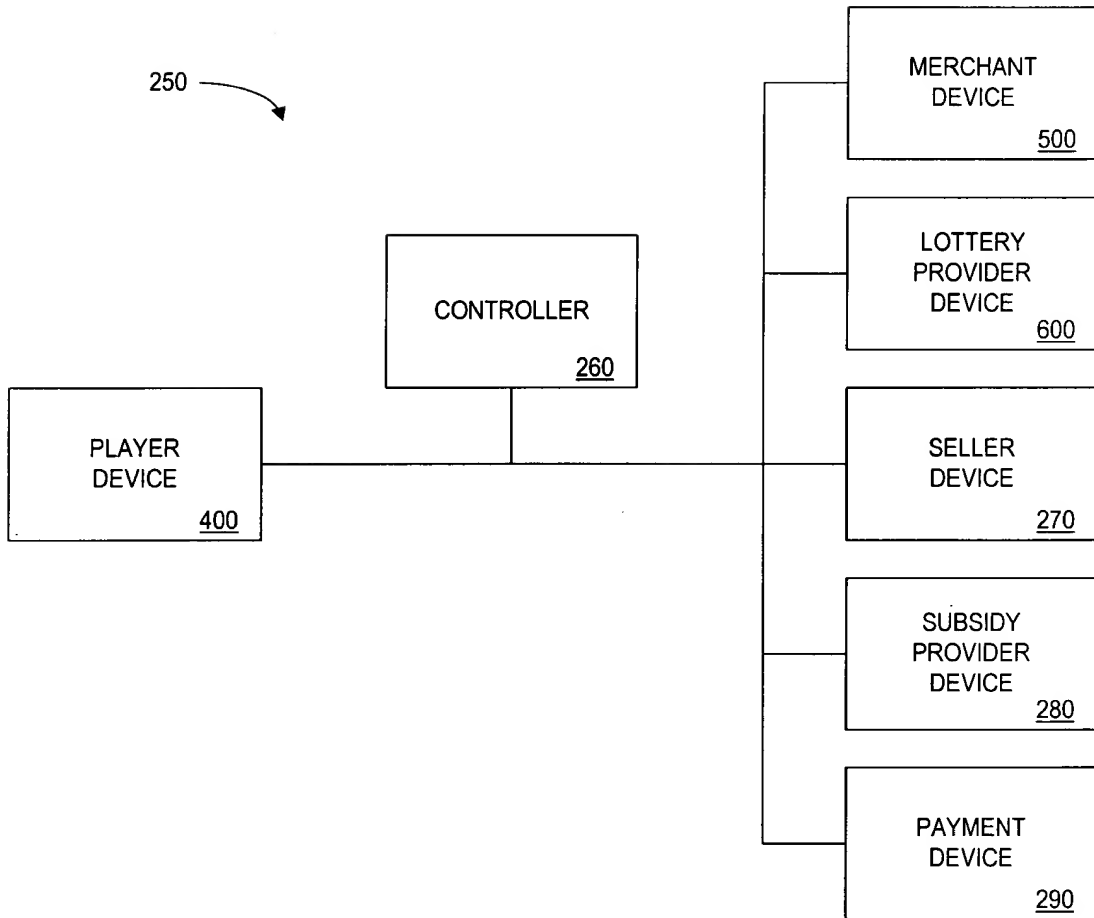 250
MERCHANT
DEVICE
500
LOTTERY
PROVIDER
DEVICE
600
CONTROLLER
260
PLAYER
DEVICE
400
SELLER
DEVICE
270
SUBSIDY
PROVIDER
DEVICE
280
PAYMENT
DEVICE
290